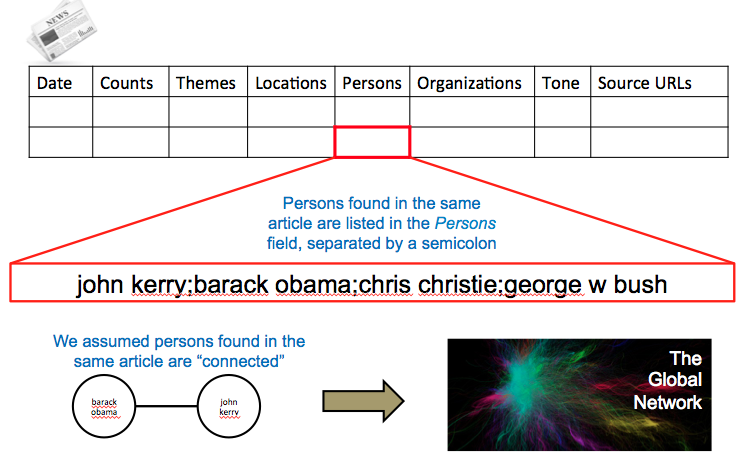 NEWS
Date Counts Themes Locations Persons Organizations Tone Source URLs
Persons found in the same
article are listed in the Persons
field, separated by a semicolon
john kerry;barack obama;chris christie;george w bush
We assumed persons found in the
same article are “connected”
barack
obama
john
kerry
The
Global
Network